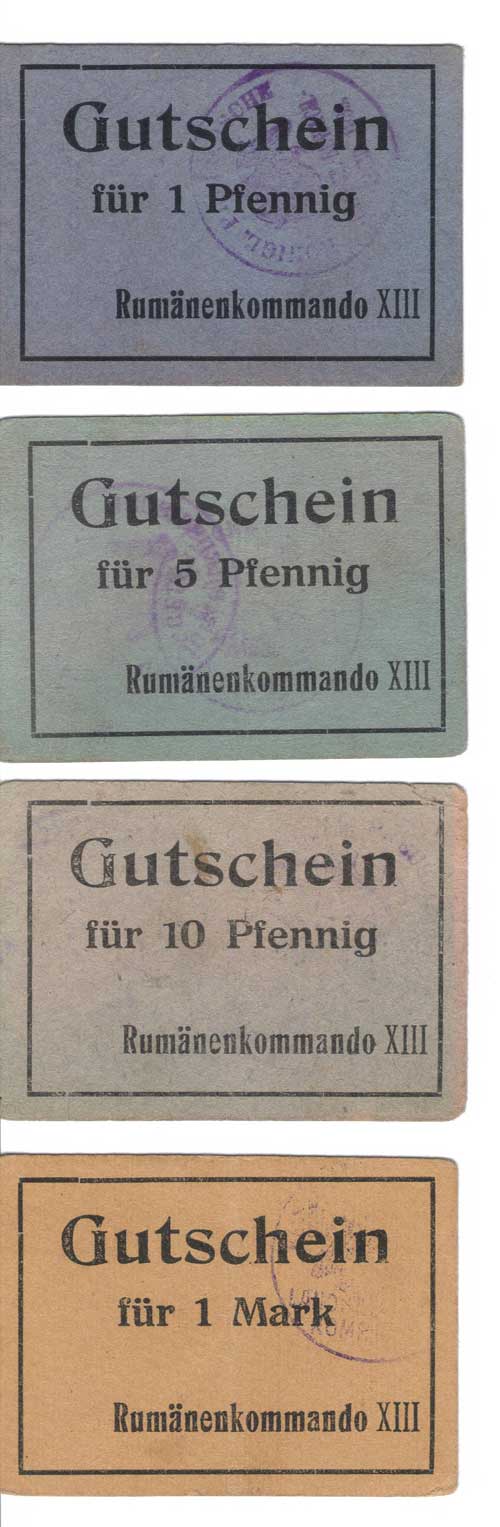 Gutschein
für 1 Pfennig
Rumänenkommando XIII
Gutschein
für 5 Pfennig
Rumänenkommando XIII
Gutschein
für 10 Pfennig
Rumänenkommando XIII
Gutschein
für 1 Mark
Rumänenkommando XIII